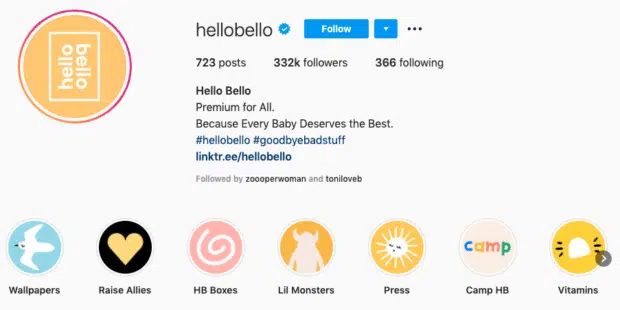 hello
bello
hellobello Follow
723 posts 332k followers 366 following
Hello Bello
Premium for All.
Because Every Baby Deserves the Best.
#hellobello #goodbyebadstuff
linktr.ee/hellobello
Followed by zoooperwoman and toniloveb
camp
Wallpapers Raise Allies HB Boxes Lil Monsters Press Camp HB Vitamins